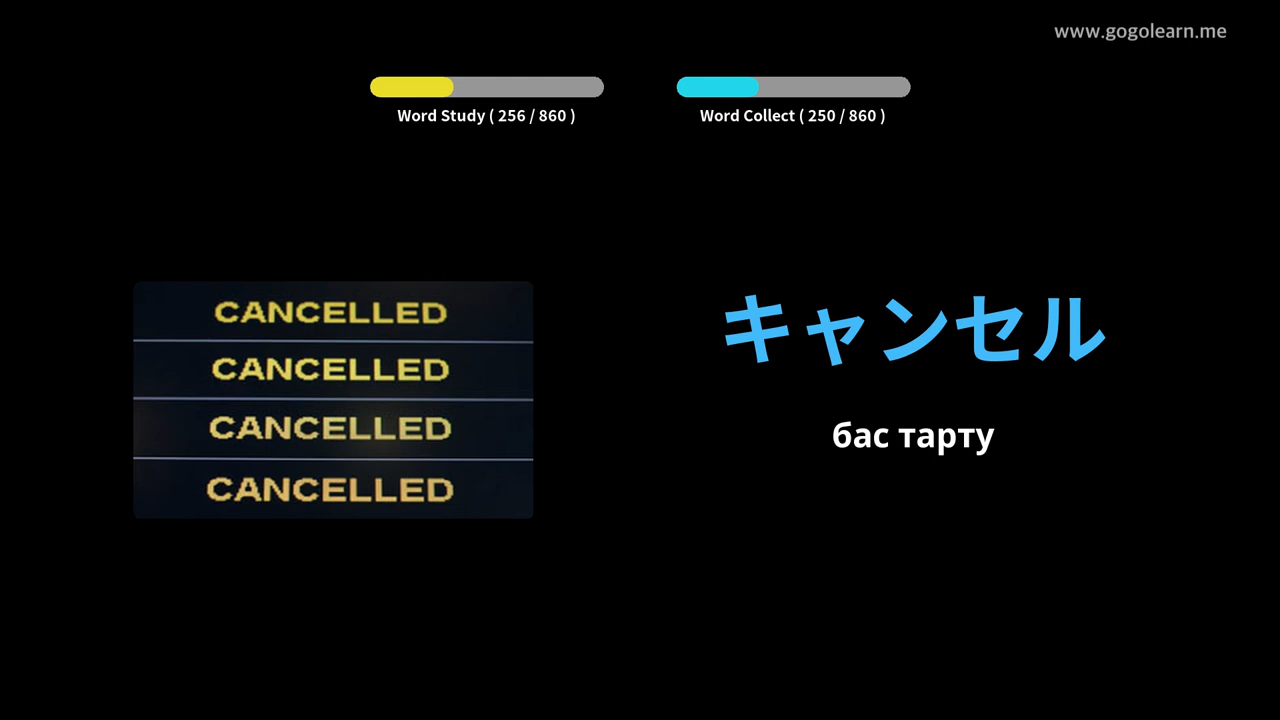 www.gogolearn.me
Word Study ( 256 / 860 )
Word Collect ( 250 / 860 )
CANCELLED
CANCELLED
CANCELLED
CANCELLED
キャンセル
бас тарту